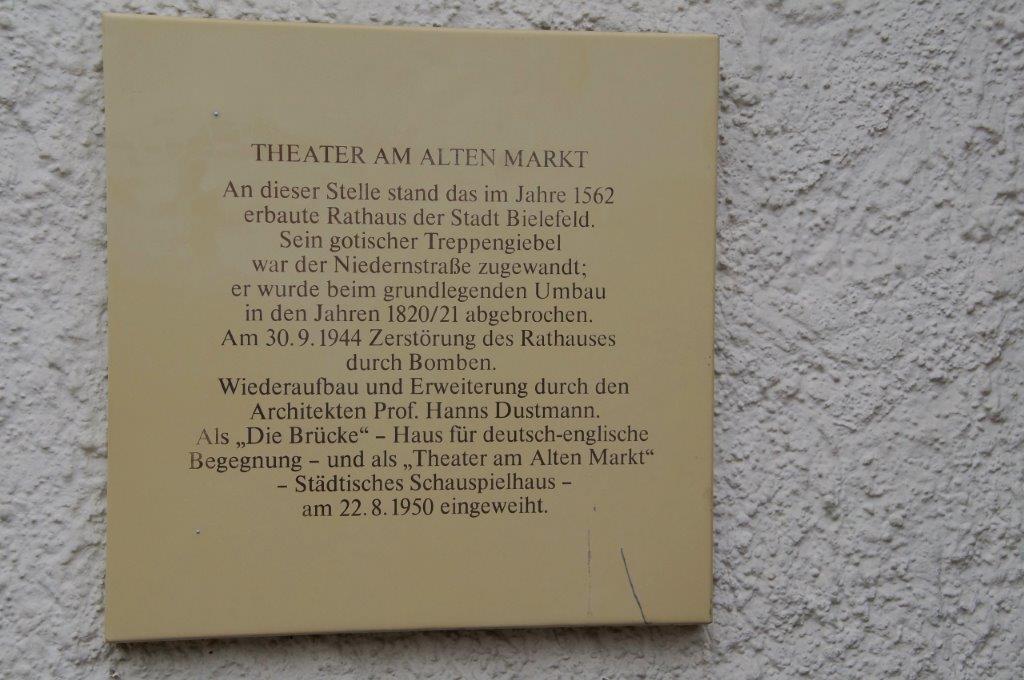 THEATER AM ALTEN MARKT
An dieser Stelle stand das im Jahre 1562
erbaute Rathaus der Stadt Bielefeld.
Sein gotischer Treppengiebel
war der Niedernstraße zugewandt;
er wurde beim grundlegenden Umbau
in den Jahren 1820/21 abgebrochen.
Am 30.9.1944 Zerstörung des Rathauses
durch Bomben.
Wiederaufbau und Erweiterung durch den
Architekten Prof. Hanns Dustmann.
Als „Die Brücke“ – Haus für deutsch-englische
Begegnung – und als „Theater am Alten Markt“
– Städtisches Schauspielhaus –
am 22.8.1950 eingeweiht.